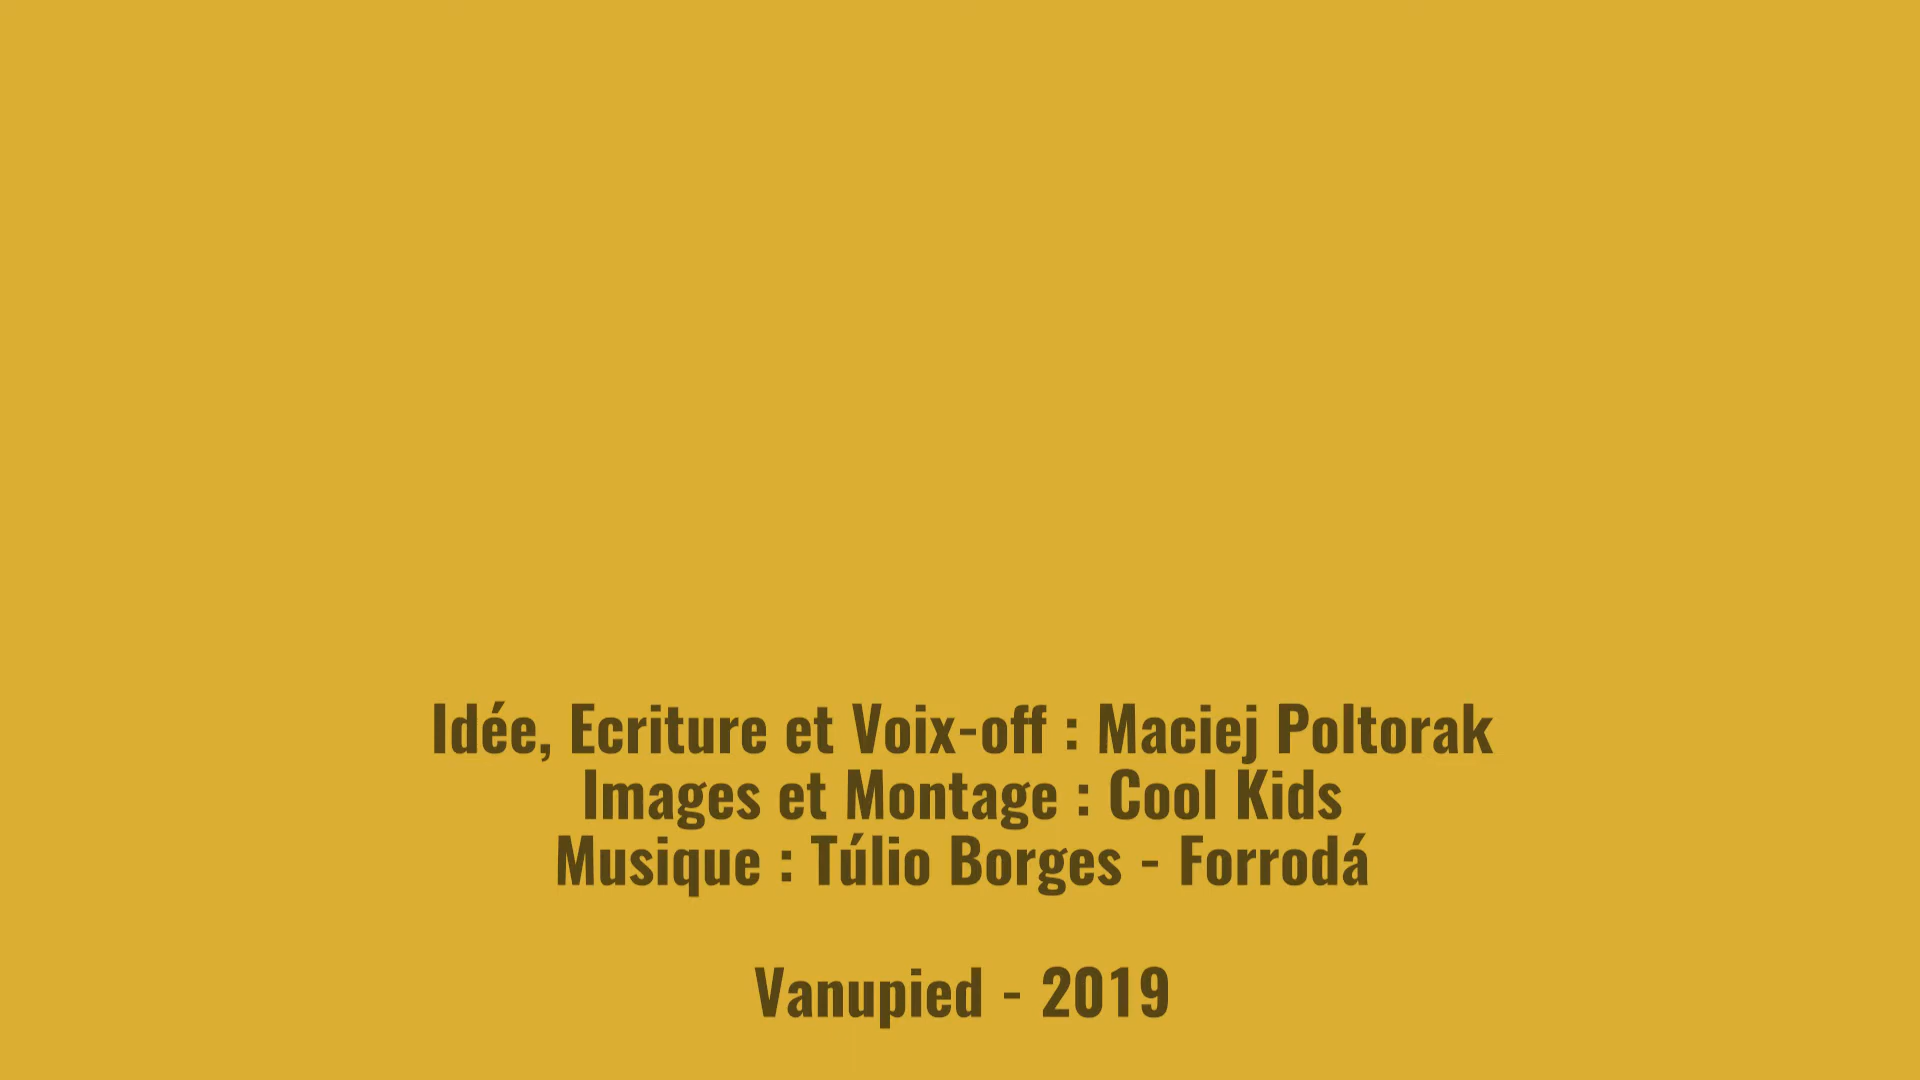 Idée, Ecriture et Voix-off : Maciej Poltorak
Images et Montage : Cool Kids
Musique : Túlio Borges - Forrodá
Vanupied - 2019